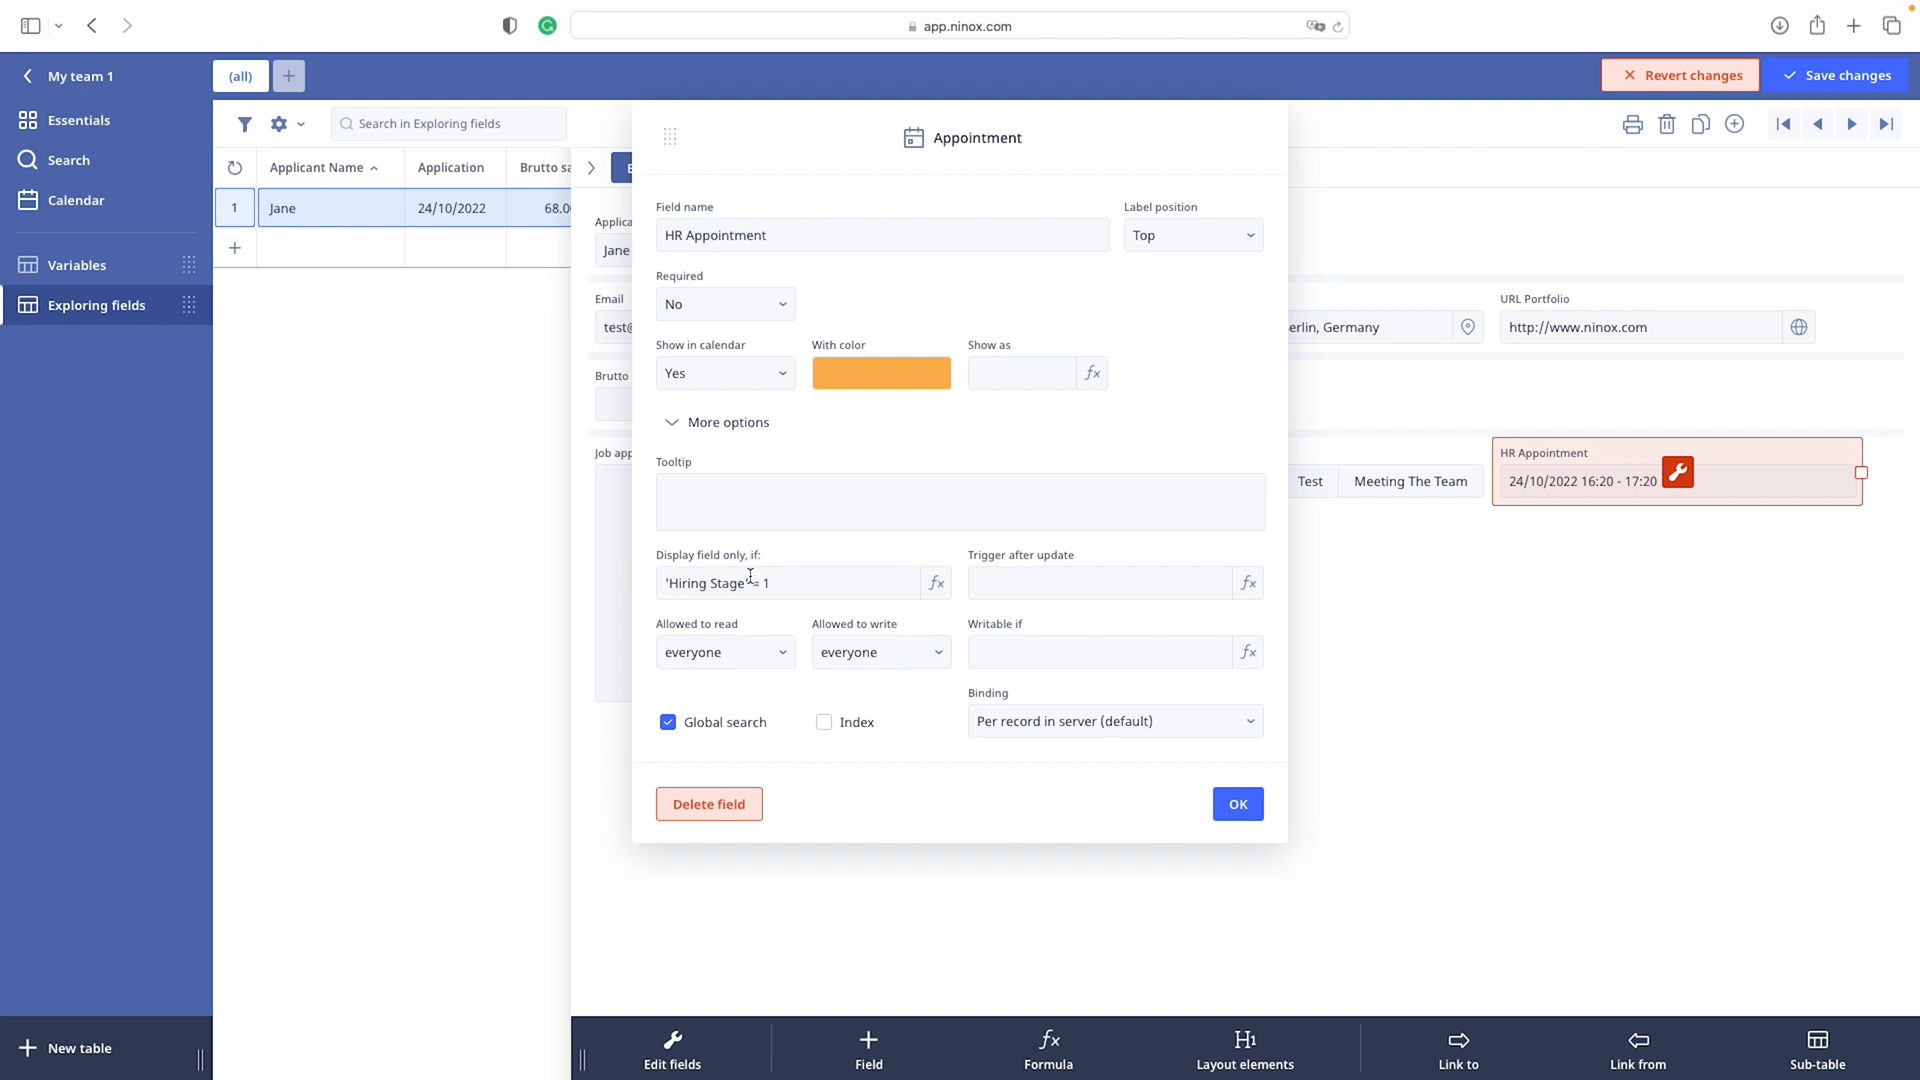 app.ninox.com
My team 1
(all)
Revert changes
Save changes
Essentials
Search
Calendar
Variables
Exploring fields
New table
Search in Exploring fields
Applicant Name
Application
Brutto sa
1
Jane
24/10/2022
68.0
Applica
Jane
Email
test@
Brutto
Job app
Appointment
Field name
HR Appointment
Label position
Top
Required
No
Show in calendar
Yes
With color
Show as
fx
More options
Tooltip
Display field only, if:
'Hiring Stage' = 1
fx
Trigger after update
fx
Allowed to read
everyone
Allowed to write
everyone
Writable if
fx
Global search
Index
Binding
Per record in server (default)
Delete field
OK
erlin, Germany
URL Portfolio
http://www.ninox.com
Test
Meeting The Team
HR Appointment
24/10/2022 16:20 - 17:20
Edit fields
Field
fx
Formula
H1
Layout elements
Link to
Link from
Sub-table